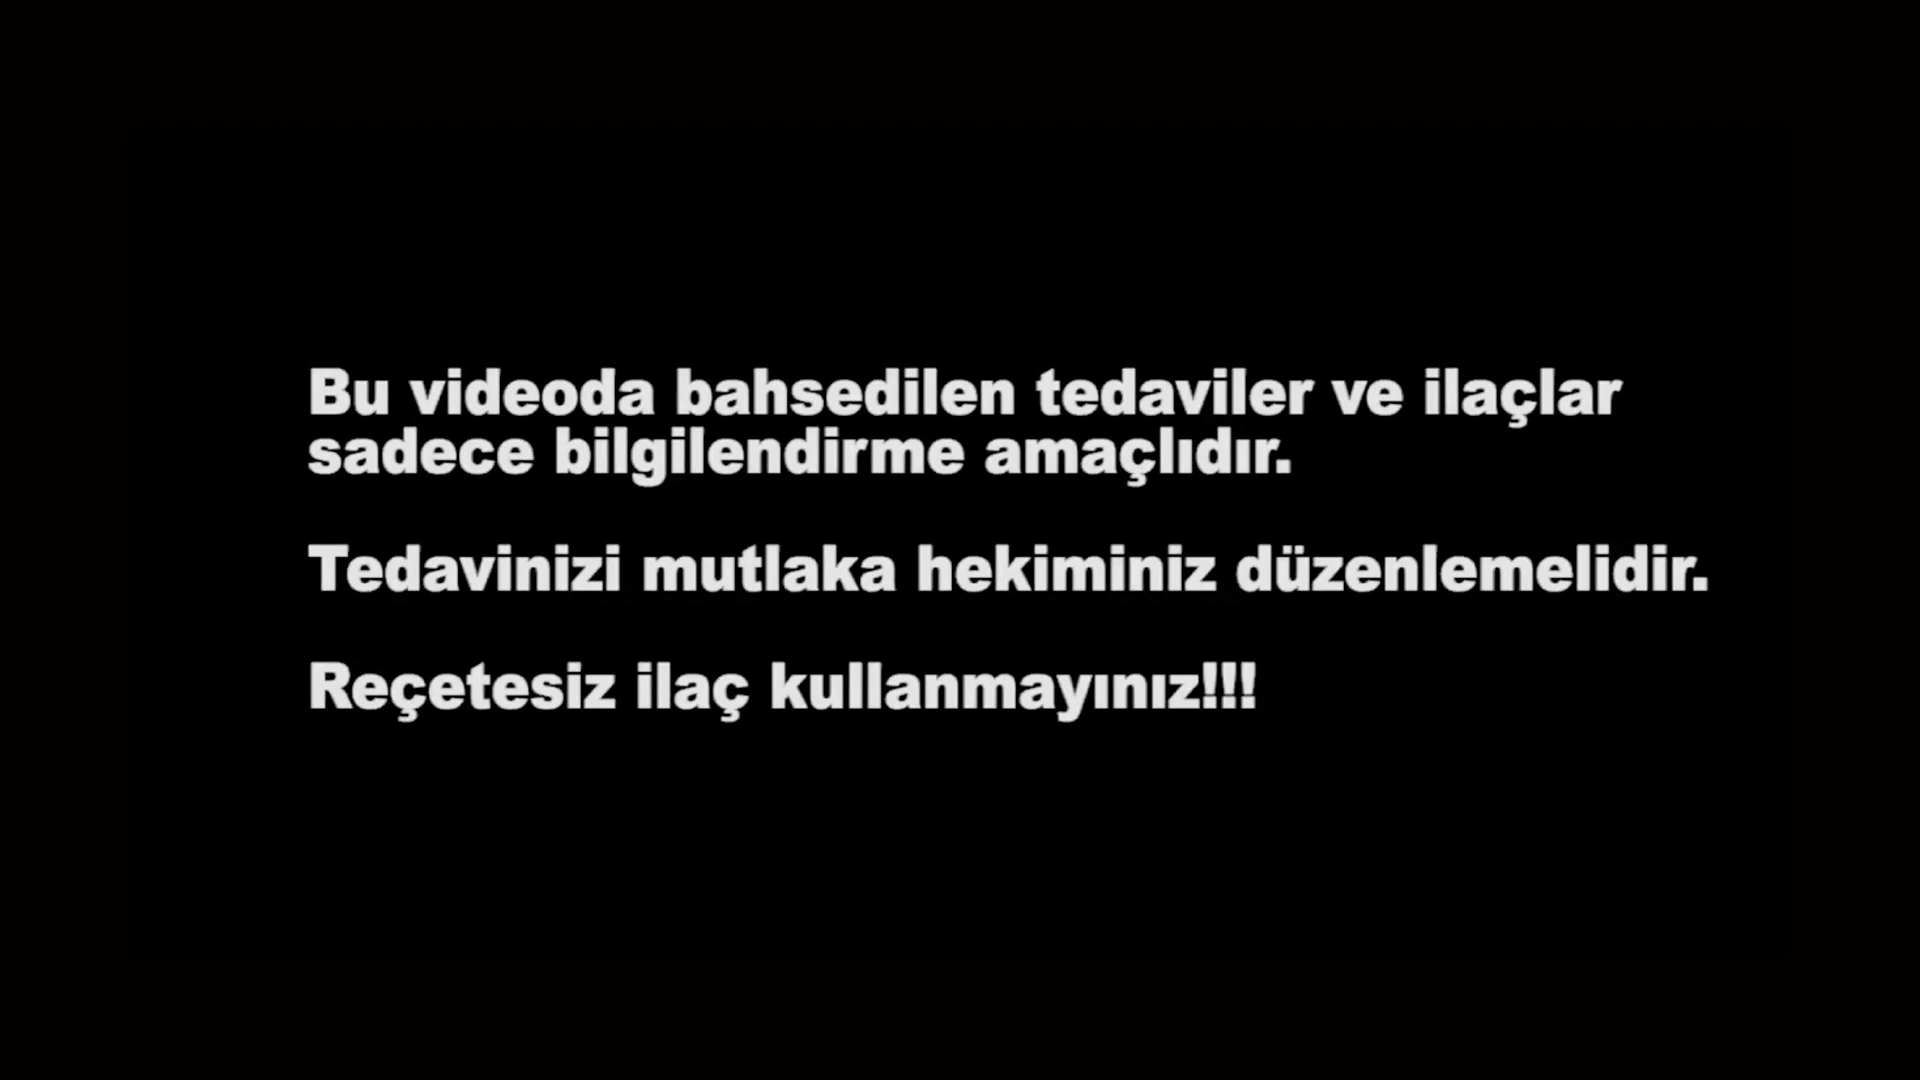 Bu videoda bahsedilen tedaviler ve ilaçlar
sadece bilgilendirme amaçlıdır.
Tedavinizi mutlaka hekiminiz düzenlemelidir.
Reçetesiz ilaç kullanmayınız!!!